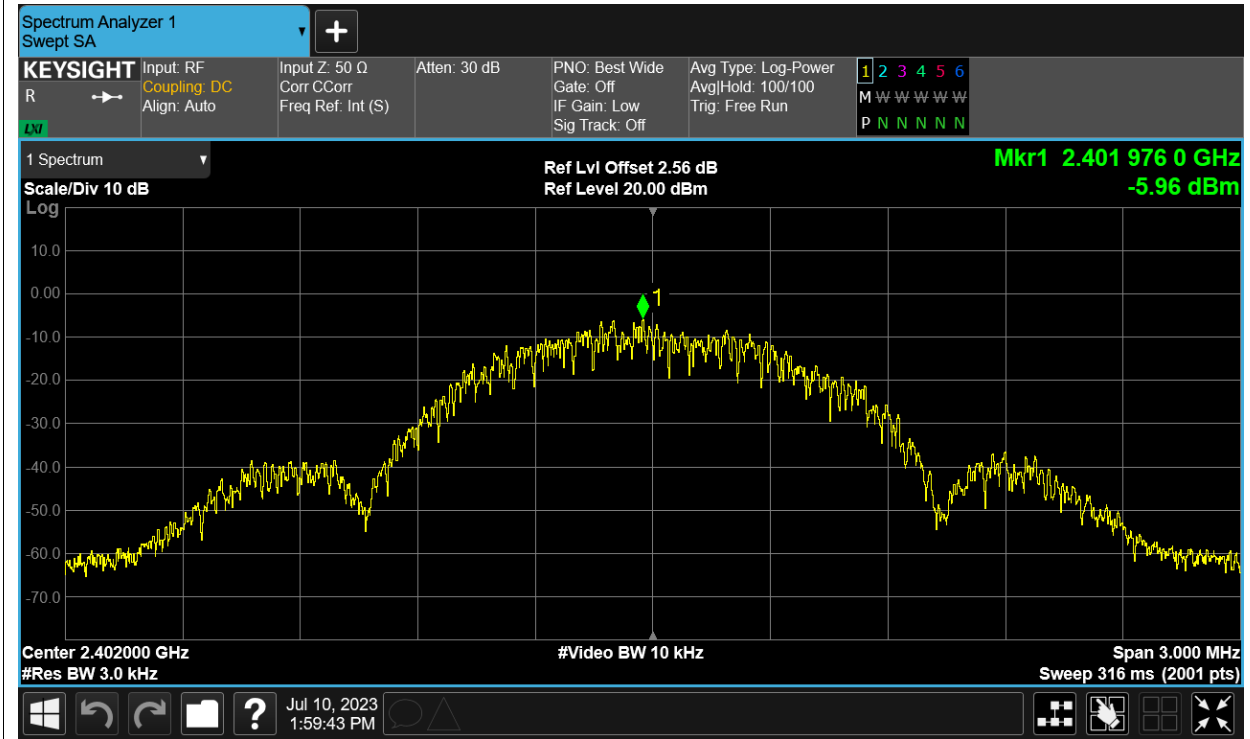 Spectrum Analyzer 1
Swept SA
KEYSIGHT
R
LXI
Input: RF
Coupling: DC
Align: Auto
Input Z: 50 Ω
Corr CCorr
Freq Ref: Int (S)
Atten: 30 dB
PNO: Best Wide
Gate: Off
IF Gain: Low
Sig Track: Off
Avg Type: Log-Power
Avg|Hold: 100/100
Trig: Free Run
1 2 3 4 5 6
M W W W W W
P N N N N N
1 Spectrum
Scale/Div 10 dB
Log
Ref Lvl Offset 2.56 dB
Ref Level 20.00 dBm
Mkr1 2.401 976 0 GHz
-5.96 dBm
10.0
0.00
-10.0
-20.0
-30.0
-40.0
-50.0
-60.0
-70.0
1
Center 2.402000 GHz
#Res BW 3.0 kHz
#Video BW 10 kHz
Span 3.000 MHz
Sweep 316 ms (2001 pts)
?
Jul 10, 2023
1:59:43 PM